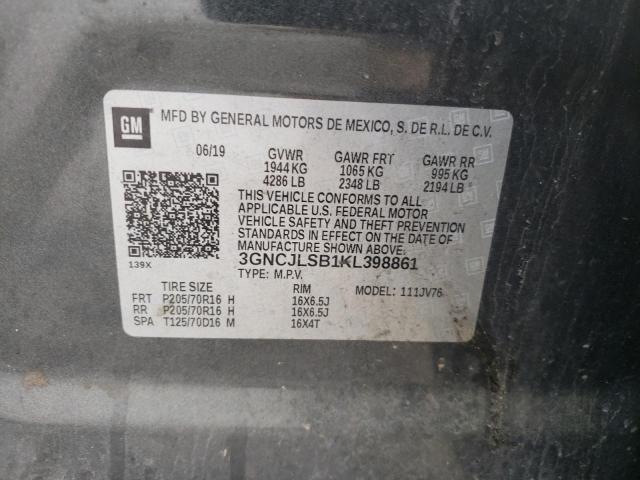 GM
MFD BY GENERAL MOTORS DE MEXICO, S. DE R.L. DE C.V.
06/19 GVWR GAWR FRT GAWR RR
1944 KG 1065 KG 995 KG
4286 LB 2348 LB 2194 LB
THIS VEHICLE CONFORMS TO ALL
APPLICABLE U.S. FEDERAL MOTOR
VEHICLE SAFETY AND THEFT PREVENTION
STANDARDS IN EFFECT ON THE DATE OF
MANUFACTURE SHOWN ABOVE.
3GNCJLSB1KL398861
139X
TYPE: M.P.V. MODEL: 111JV76
TIRE SIZE RIM
FRT P205/70R16 H 16X6.5J
RR P205/70R16 H 16X6.5J
SPA T125/70D16 M 16X4T